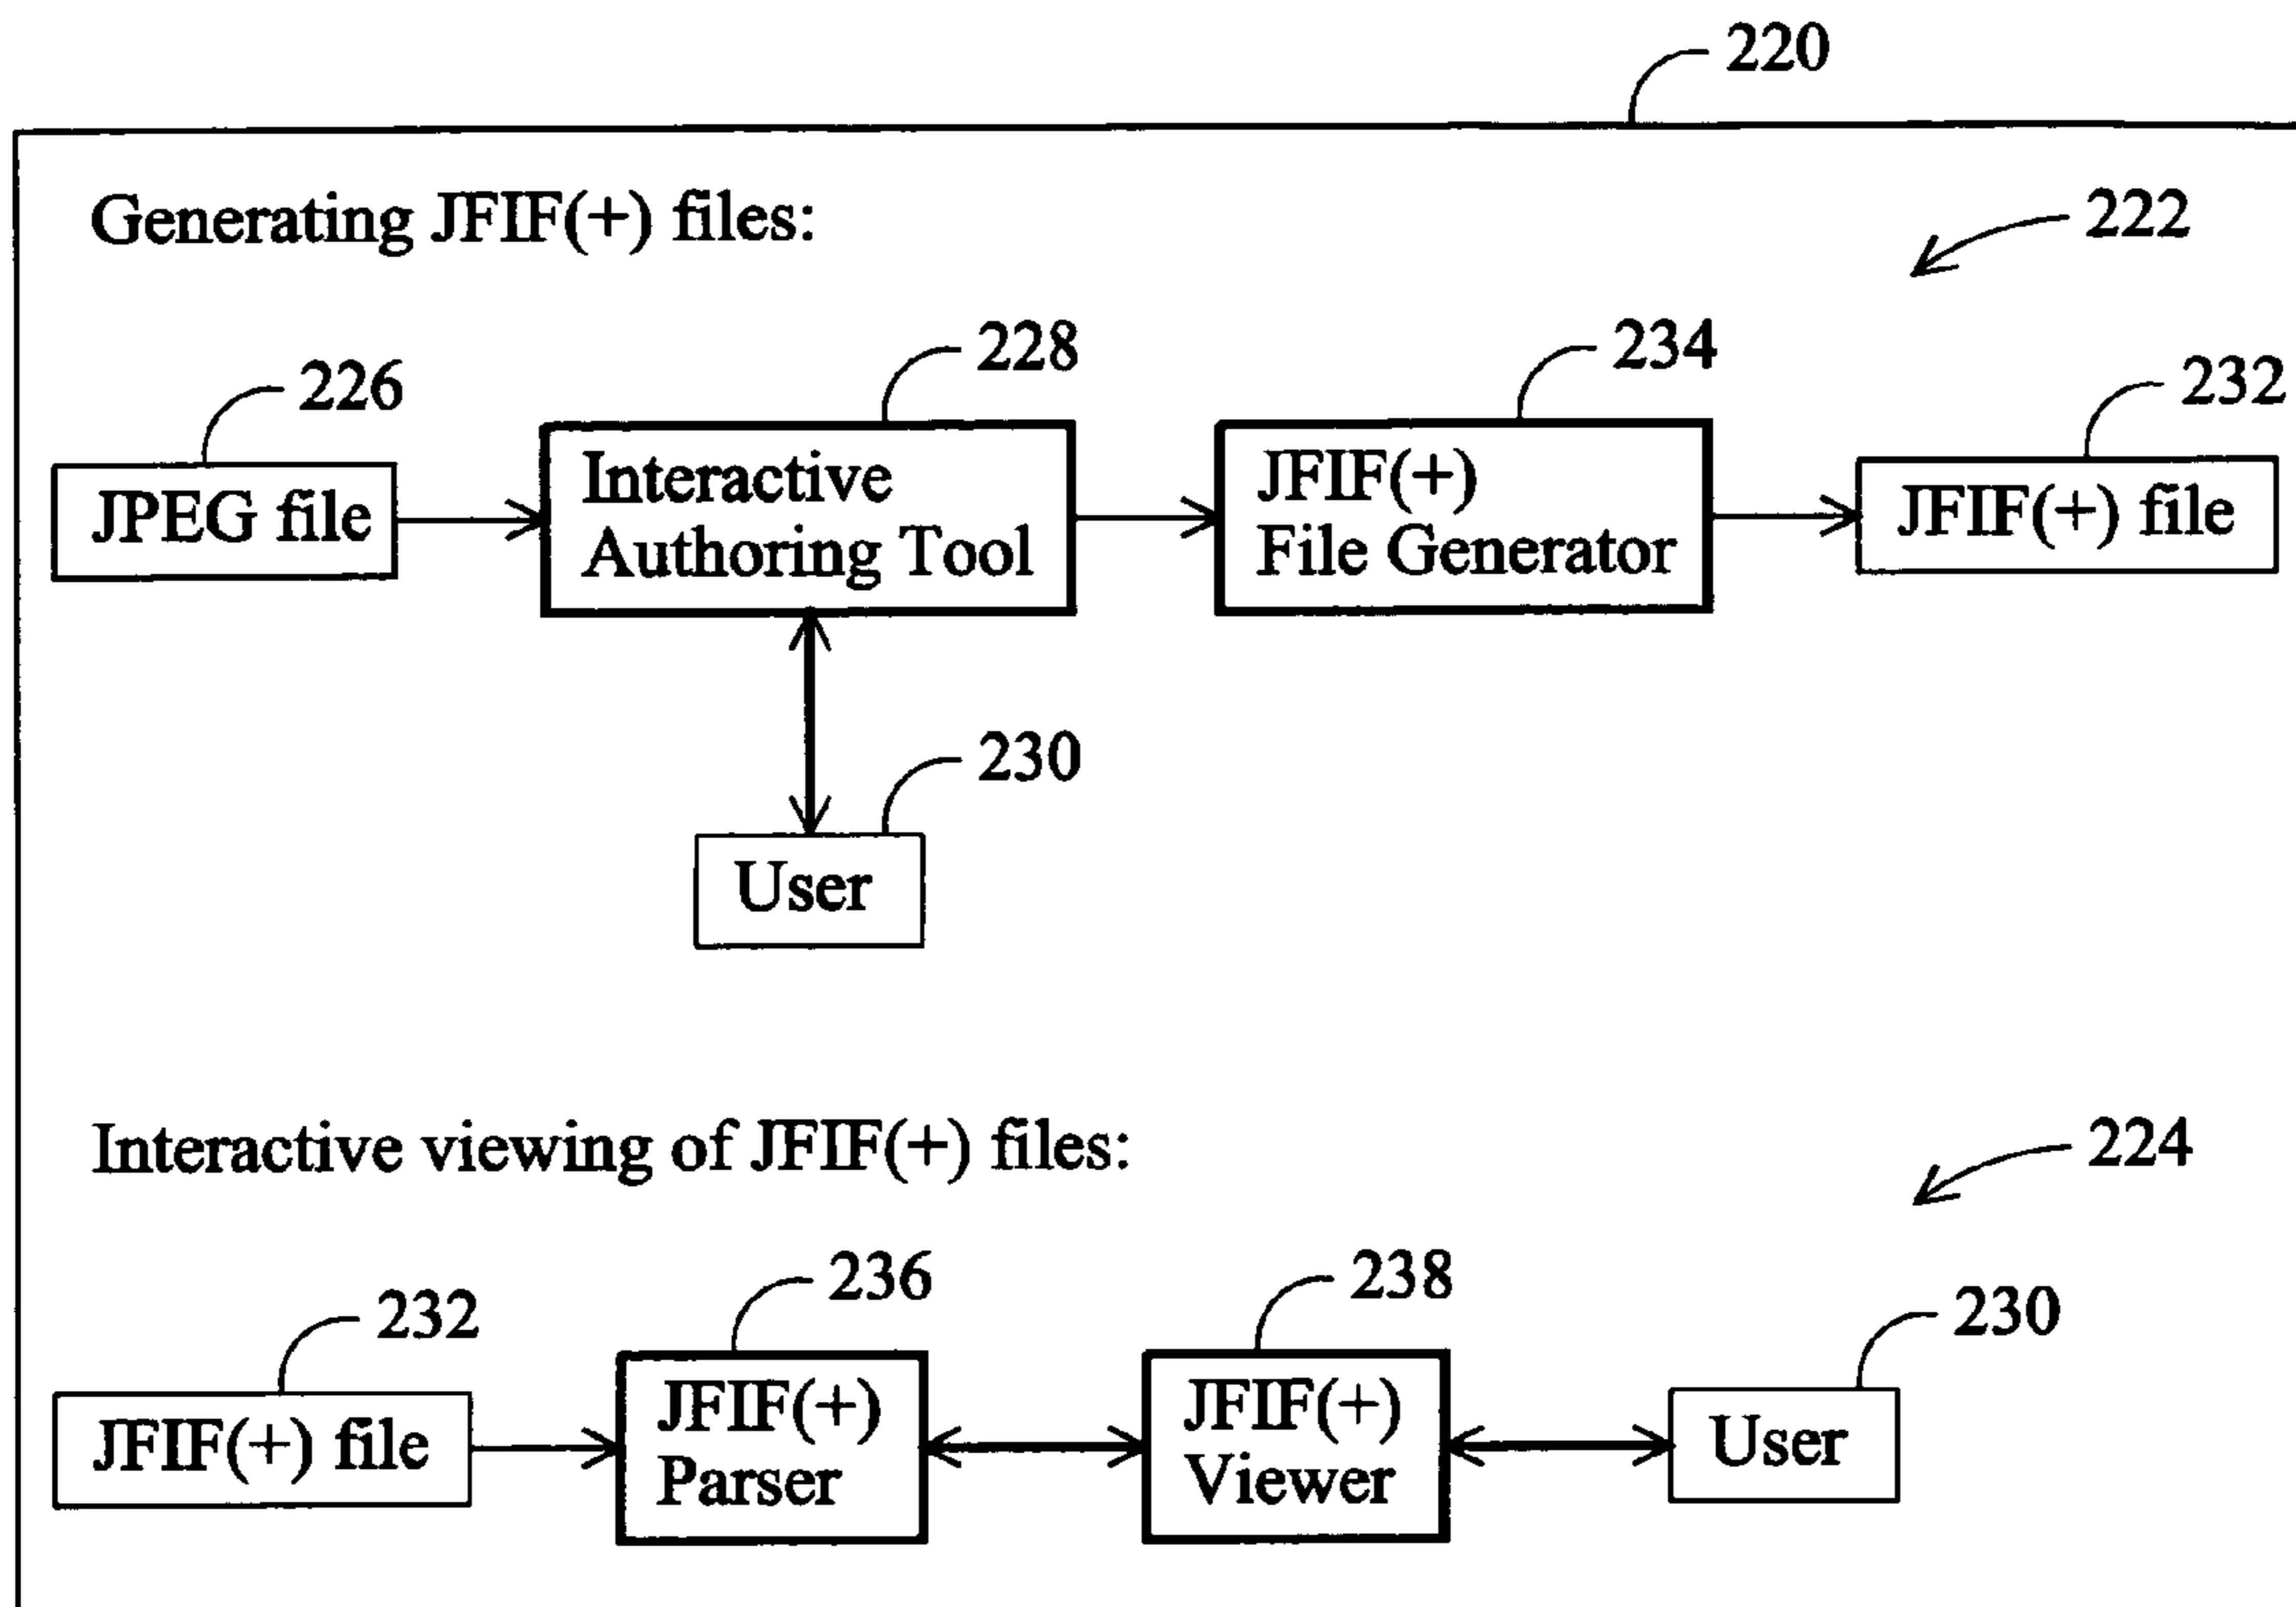 220
Generating JFIF(+) files:
222
226
228
234
232
JPEG file
Interactive
Authoring Tool
JFIF(+)
File Generator
JFIF(+) file
230
User
Interactive viewing of JFIF(+) files:
224
232
236
238
230
JFIF(+) file
JFIF(+)
Parser
JFIF(+)
Viewer
User